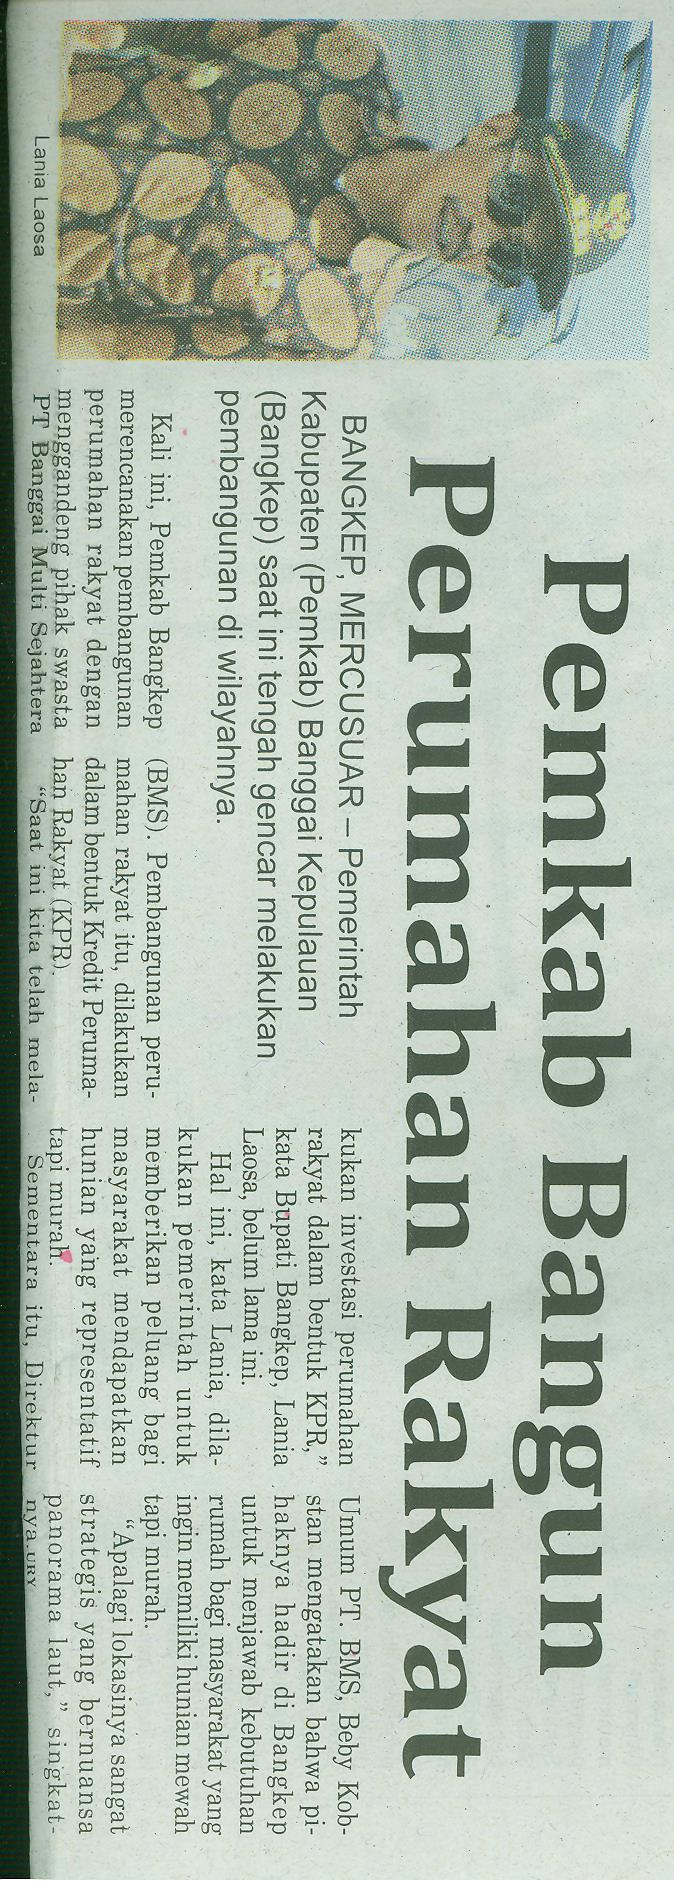 Pemkab Bangun
Perumahan Rakyat
Lania Laosa
BANGKEP, MERCUSUAR – Pemerintah
Kabupaten (Pemkab) Banggai Kepulauan
(Bangkep) saat ini tengah gencar melakukan
pembangunan di wilayahnya.
Kali ini, Pemkab Bangkep
merencanakan pembangunan
perumahan rakyat dengan
menggandeng pihak swasta
PT Banggai Multi Sejahtera
(BMS). Pembangunan peru-
mahan rakyat itu, dilakukan
dalam bentuk Kredit Peruma-
han Rakyat (KPR).
“Saat ini kita telah mela-
kukan investasi perumahan
rakyat dalam bentuk KPR,”
kata Bupati Bangkep, Lania
Laosa, belum lama ini.
Hal ini, kata Lania, dila-
kukan pemerintah untuk
memberikan peluang bagi
masyarakat mendapatkan
hunian yang representatif
tapi murah.
Sementara itu, Direktur
Umum PT. BMS, Beby Kob-
stan mengatakan bahwa pi-
haknya hadir di Bangkep
untuk menjawab kebutuhan
rumah bagi masyarakat yang
ingin memiliki hunian mewah
tapi murah.
“Apalagi lokasinya sangat
strategis yang bernuansa
panorama laut,” singkat-
nya.URY